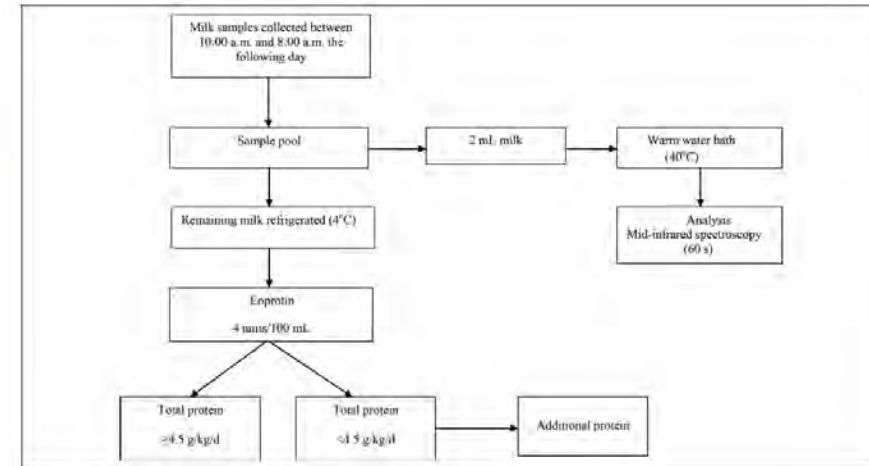 Milk samples collected between
10:00 a.m. and 8:00 a.m. the
following day
Sample pool
2 mL milk
Warm water bath
(40°C)
Remaining milk refrigerated (4°C)
Analysis
Mid-infrared spectroscopy
(60 s)
Eoprotin
4 /100 mL
Total protein
4.5 g/kg/d
Total protein
<4.5 g/kg/d
Additional protein